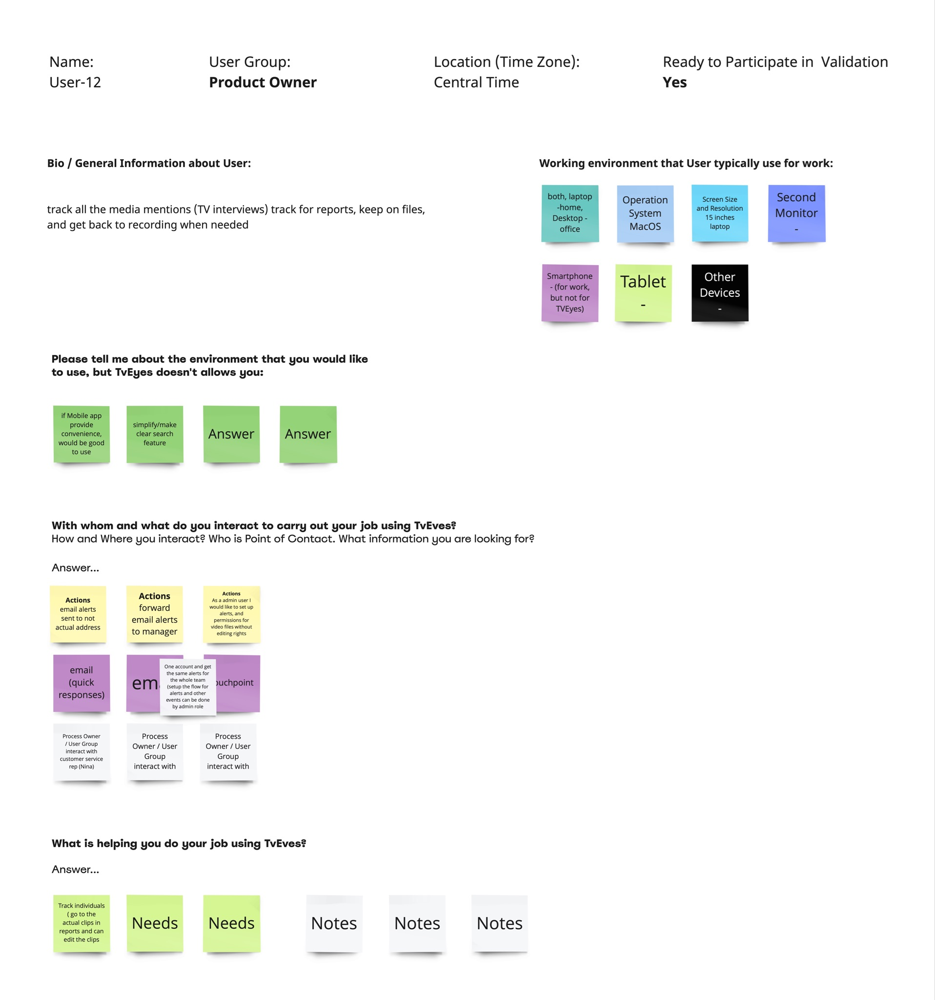 Name:
User-12
User Group:
Product Owner
Location (Time Zone):
Central Time
Ready to Participate in  Validation
Yes
Bio / General Information about User:
track all the media mentions (TV interviews) track for reports, keep on files,
and get back to recording when needed
Working environment that User typically use for work:
both, laptop
-home,
Desktop -
office
Operation
System
MacOS
Screen Size
and Resolution
15 inches
laptop
Second
Monitor
-
Smartphone
- (for work,
but not for
TVEyes)
Tablet
-
Other
Devices
-
Please tell me about the environment that you would like
to use, but TvEyes doesn't allows you:
if Mobile app
provide
convenience,
would be good
to use
simplify/make
clear search
feature
Answer
Answer
With whom and what do you interact to carry out your job using TvEves?
How and Where you interact? Who is Point of Contact. What information you are looking for?
Answer...
Actions
email alerts
sent to not
actual address
Actions
forward
email alerts
to manager
Actions
As a admin user I
would like to set up
alerts, and
permissions for
video files without
editing rights
email
(quick
responses)
One account and get
the same alerts for
the whole team
(setup the flow for
alerts and other
events can be done
by admin role
Process Owner
/ User Group
interact with
customer service
rep (Nina)
Process
Owner / User
Group
interact with
Process
Owner / User
Group
interact with
What is helping you do your job using TvEves?
Answer...
Track individuals
( go to the
actual clips in
reports and can
edit the clips
Needs
Needs
Notes
Notes
Notes